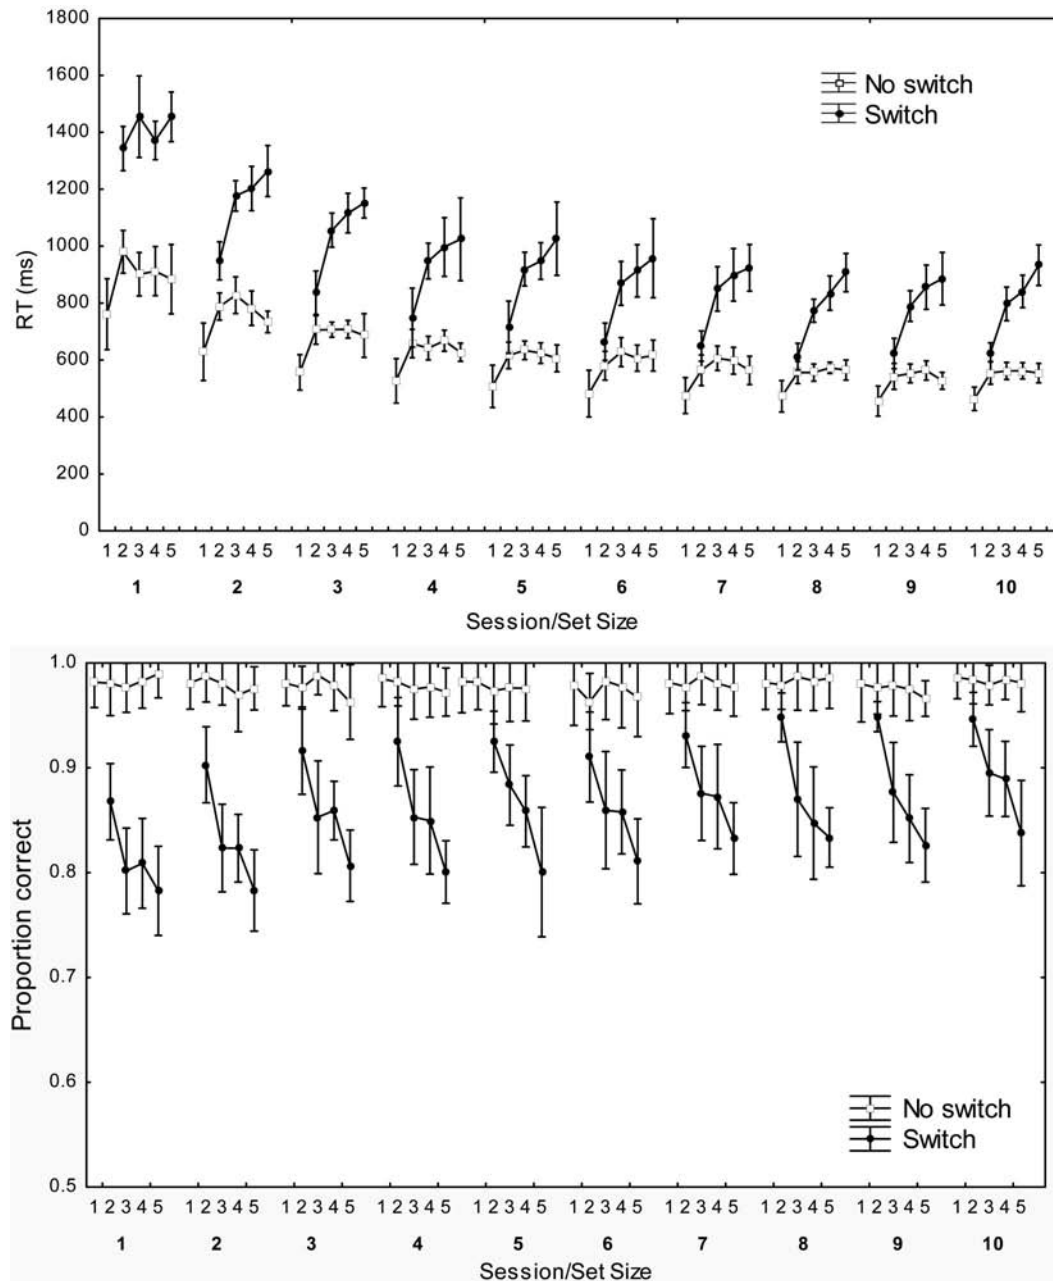 1800
1600
1400
1200
1000
800
600
400
200
0
RT (ms)
No switch
Switch
1 2 3 4 5 1 2 3 4 5 1 2 3 4 5 1 2 3 4 5 1 2 3 4 5 1 2 3 4 5 1 2 3 4 5 1 2 3 4 5 1 2 3 4 5 1 2 3 4 5
1 2 3 4 5 6 7 8 9 10
Session/Set Size
1.0
0.9
0.8
0.7
0.6
0.5
Proportion correct
No switch
Switch
1 2 3 4 5 1 2 3 4 5 1 2 3 4 5 1 2 3 4 5 1 2 3 4 5 1 2 3 4 5 1 2 3 4 5 1 2 3 4 5 1 2 3 4 5 1 2 3 4 5
1 2 3 4 5 6 7 8 9 10
Session/Set Size